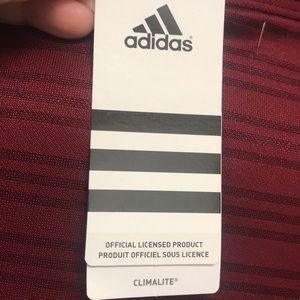 adidas®
OFFICIAL LICENSED PRODUCT
PRODUIT OFFICIEL SOUS LICENCE
CLIMALITE®